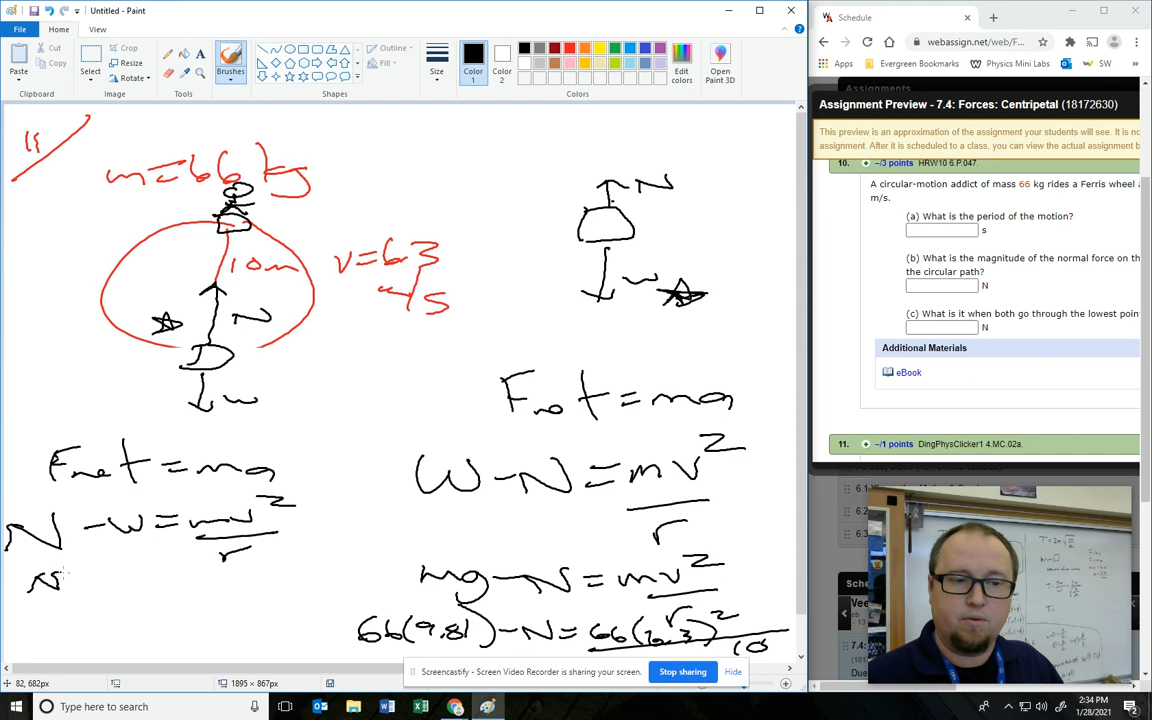 Untitled - Paint
File
Home
View
Paste
Cut
Copy
Clipboard
Select
Crop
Resize
Rotate
Image
Tools
Brushes
Shapes
Outline
Fill
Size
Color 1
Color 2
Edit colors
Colors
Open Paint 3D
11
m=66 kg
10m
v=6.3
m/s
N
W
N
W
Fnet=ma
N-W=mv²
r
N
Fnet=ma
W-N=mv²
r
mg-N=mv²
r
66(9.81)-N=66(6.3)²
10
82, 682px
1895 × 867px
Screencastify - Screen Video Recorder is sharing your screen.
Stop sharing
Hide
Schedule
webassign.net/web/F...
Apps
Evergreen Bookmarks
Physics Mini Labs
SW
Assignment Preview - 7.4: Forces: Centripetal (18172630)
This preview is an approximation of the assignment your students will see. It is no
available. After it is scheduled to a class, you can view the actual assignment b
10.
–/3 points
HRW10 6.P.047.
A circular-motion addict of mass 66 kg rides a Ferris wheel a
m/s.
(a) What is the period of the motion?
s
(b) What is the magnitude of the normal force on th
the circular path?
N
(c) What is it when both go through the lowest poin
N
Additional Materials
eBook
11.
–/1 points
DingPhysClicker1 4.MC.02a.
Type here to search
2:34 PM
1/28/2021